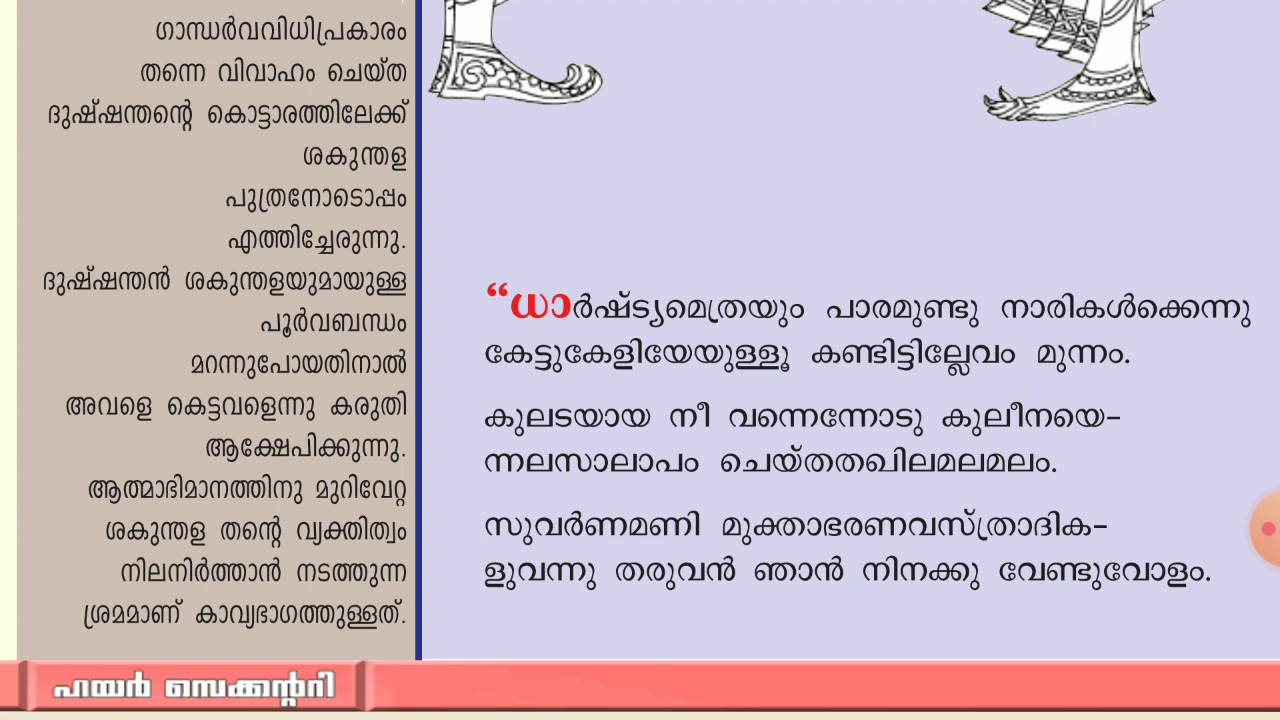 ഗാന്ധർവവിധിപ്രകാരം
തന്നെ വിവാഹം ചെയ്ത
ദുഷ്ഷന്തന്റെ കൊട്ടാരത്തിലേക്ക്
ശകുന്തള
പുത്രനോടൊപ്പം
എത്തിച്ചേരുന്നു.
ദുഷ്ഷന്തൻ ശകുന്തളയുമായുള്ള
പൂർവബന്ധം
മറന്നുപോയതിനാൽ
അവളെ കെട്ടവളെന്നു കരുതി
ആക്ഷേപിക്കുന്നു.
ആത്മാഭിമാനത്തിനു മുറിവേറ്റ
ശകുന്തള തന്റെ വ്യക്തിത്വം
നിലനിർത്താൻ നടത്തുന്ന
ശ്രമമാണ് കാവ്യഭാഗത്തുള്ളത്.
“ധാർഷ്ട്യമെത്രയും പാരമുണ്ടു നാരികൾക്കെന്നു
കേട്ടുകേളിയേയുള്ളൂ കണ്ടിട്ടില്ലേവം മുന്നം.
കുലടയായ നീ വന്നെന്നോടു കുലീനയെ–
ന്നലസാലാപം ചെയ്തതഖിലമലമലം.
സുവർണമണി മുക്താഭരണവസ്ത്രാദിക–
ളുവന്നു തരുവൻ ഞാൻ നിനക്കു വേണ്ടുവോളം.
ഹയർ സെക്കന്ററി